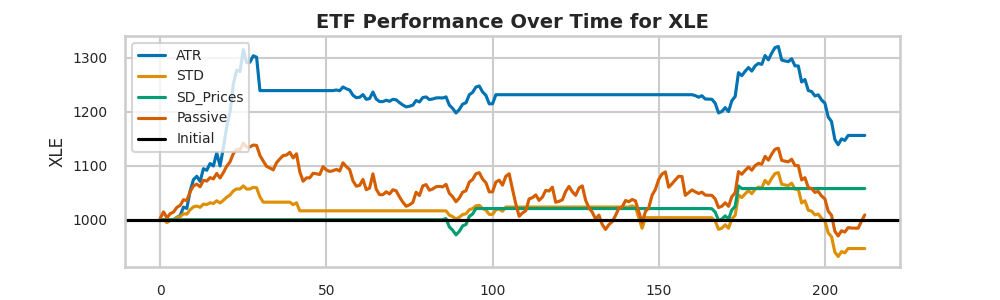 ETF Performance Over Time for XLE
XLE
1300
1200
1100
1000
ATR
STD
SD_Prices
Passive
Initial
0
50
100
150
200